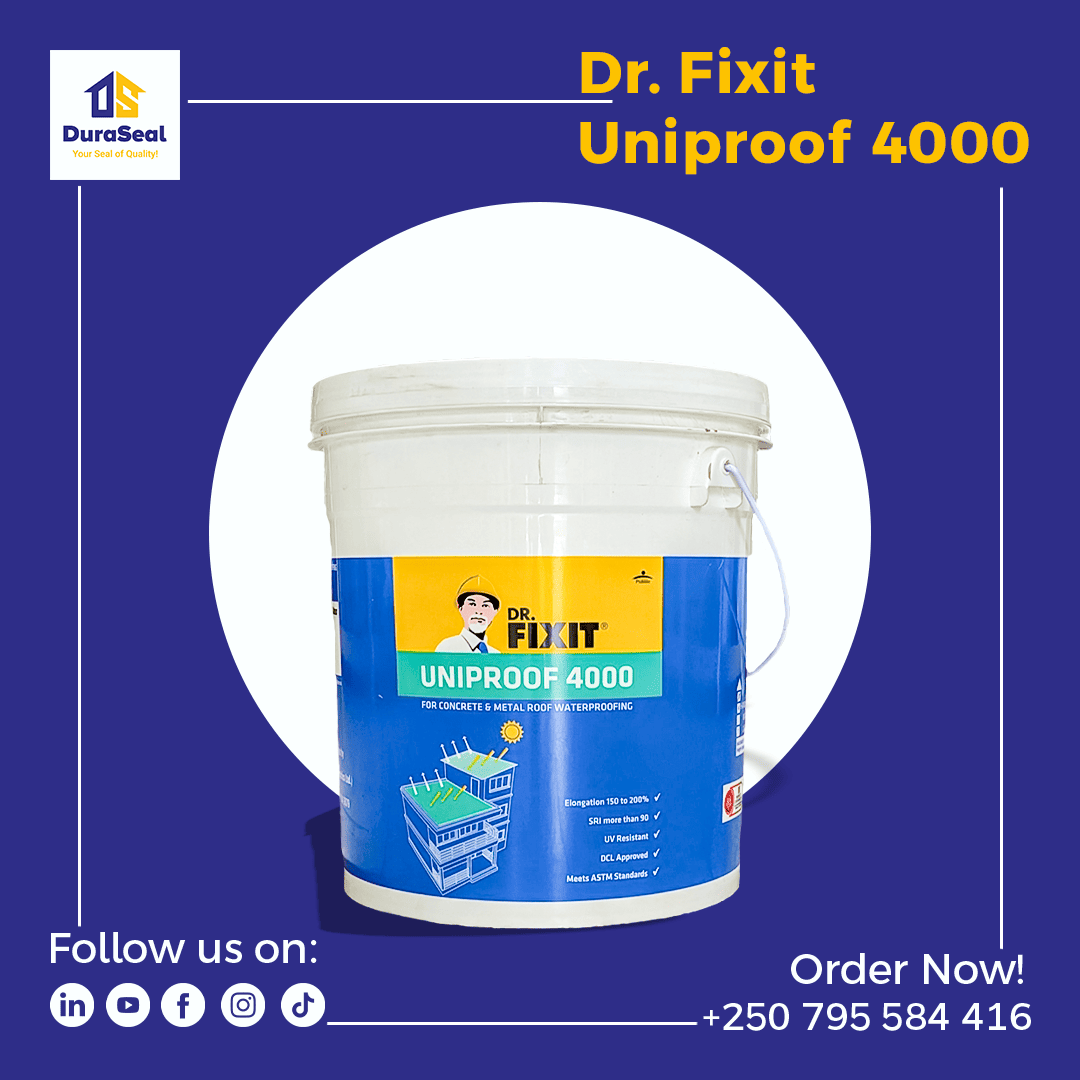 DS
DuraSeal
Your Seal of Quality!
Dr. Fixit
Uniproof 4000
Pidilite
DR.
FIXIT®
UNIPROOF 4000
FOR CONCRETE & METAL ROOF WATERPROOFING
Elongation 150 to 200% ✓
SRI more than 90 ✓
UV Resistant ✓
DCL Approved ✓
Meets ASTM Standards ✓
Follow us on:
Order Now!
+250 795 584 416